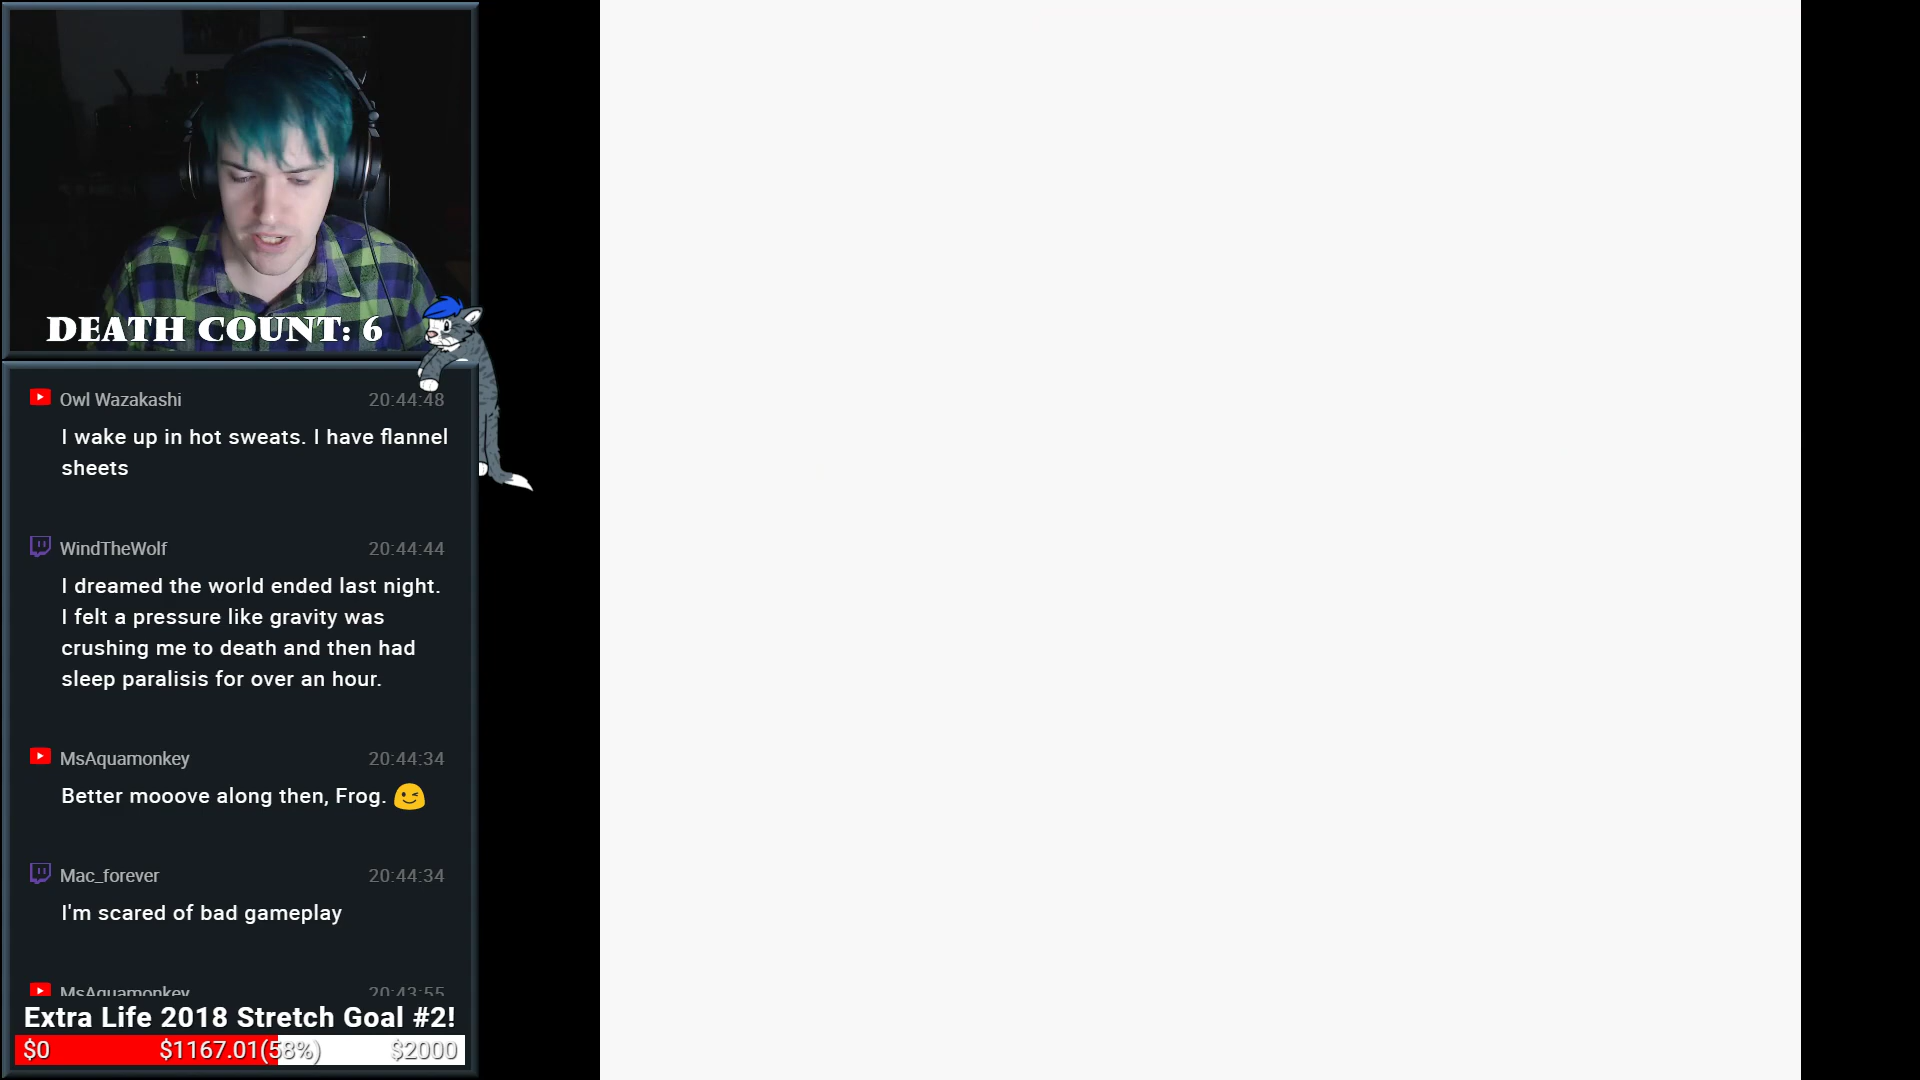 DEATH COUNT: 6
Owl Wazakashi 20:44:48
I wake up in hot sweats. I have flannel
sheets
WindTheWolf 20:44:44
I dreamed the world ended last night.
I felt a pressure like gravity was
crushing me to death and then had
sleep paralisis for over an hour.
MsAquamonkey 20:44:34
Better mooove along then, Frog. 😉
Mac_forever 20:44:34
I'm scared of bad gameplay
MsAquamonkey 20:43:55
Extra Life 2018 Stretch Goal #2!
$0 $1167.01(58%) $2000